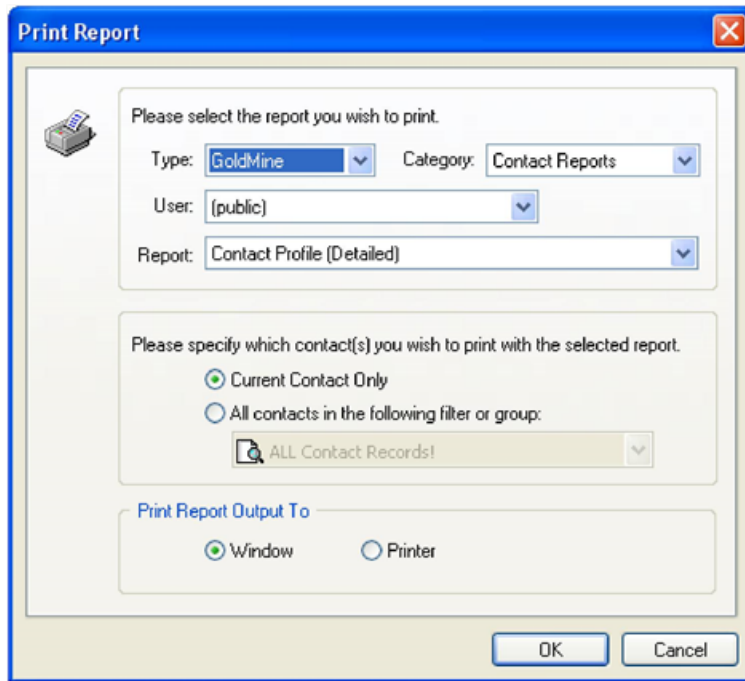 Print Report
Please select the report you wish to print.
Type: GoldMine Category: Contact Reports
User: (public)
Report: Contact Profile (Detailed)
Please specify which contact(s) you wish to print with the selected report.
Current Contact Only
All contacts in the following filter or group:
ALL Contact Records!
Print Report Output To
Window Printer
OK Cancel